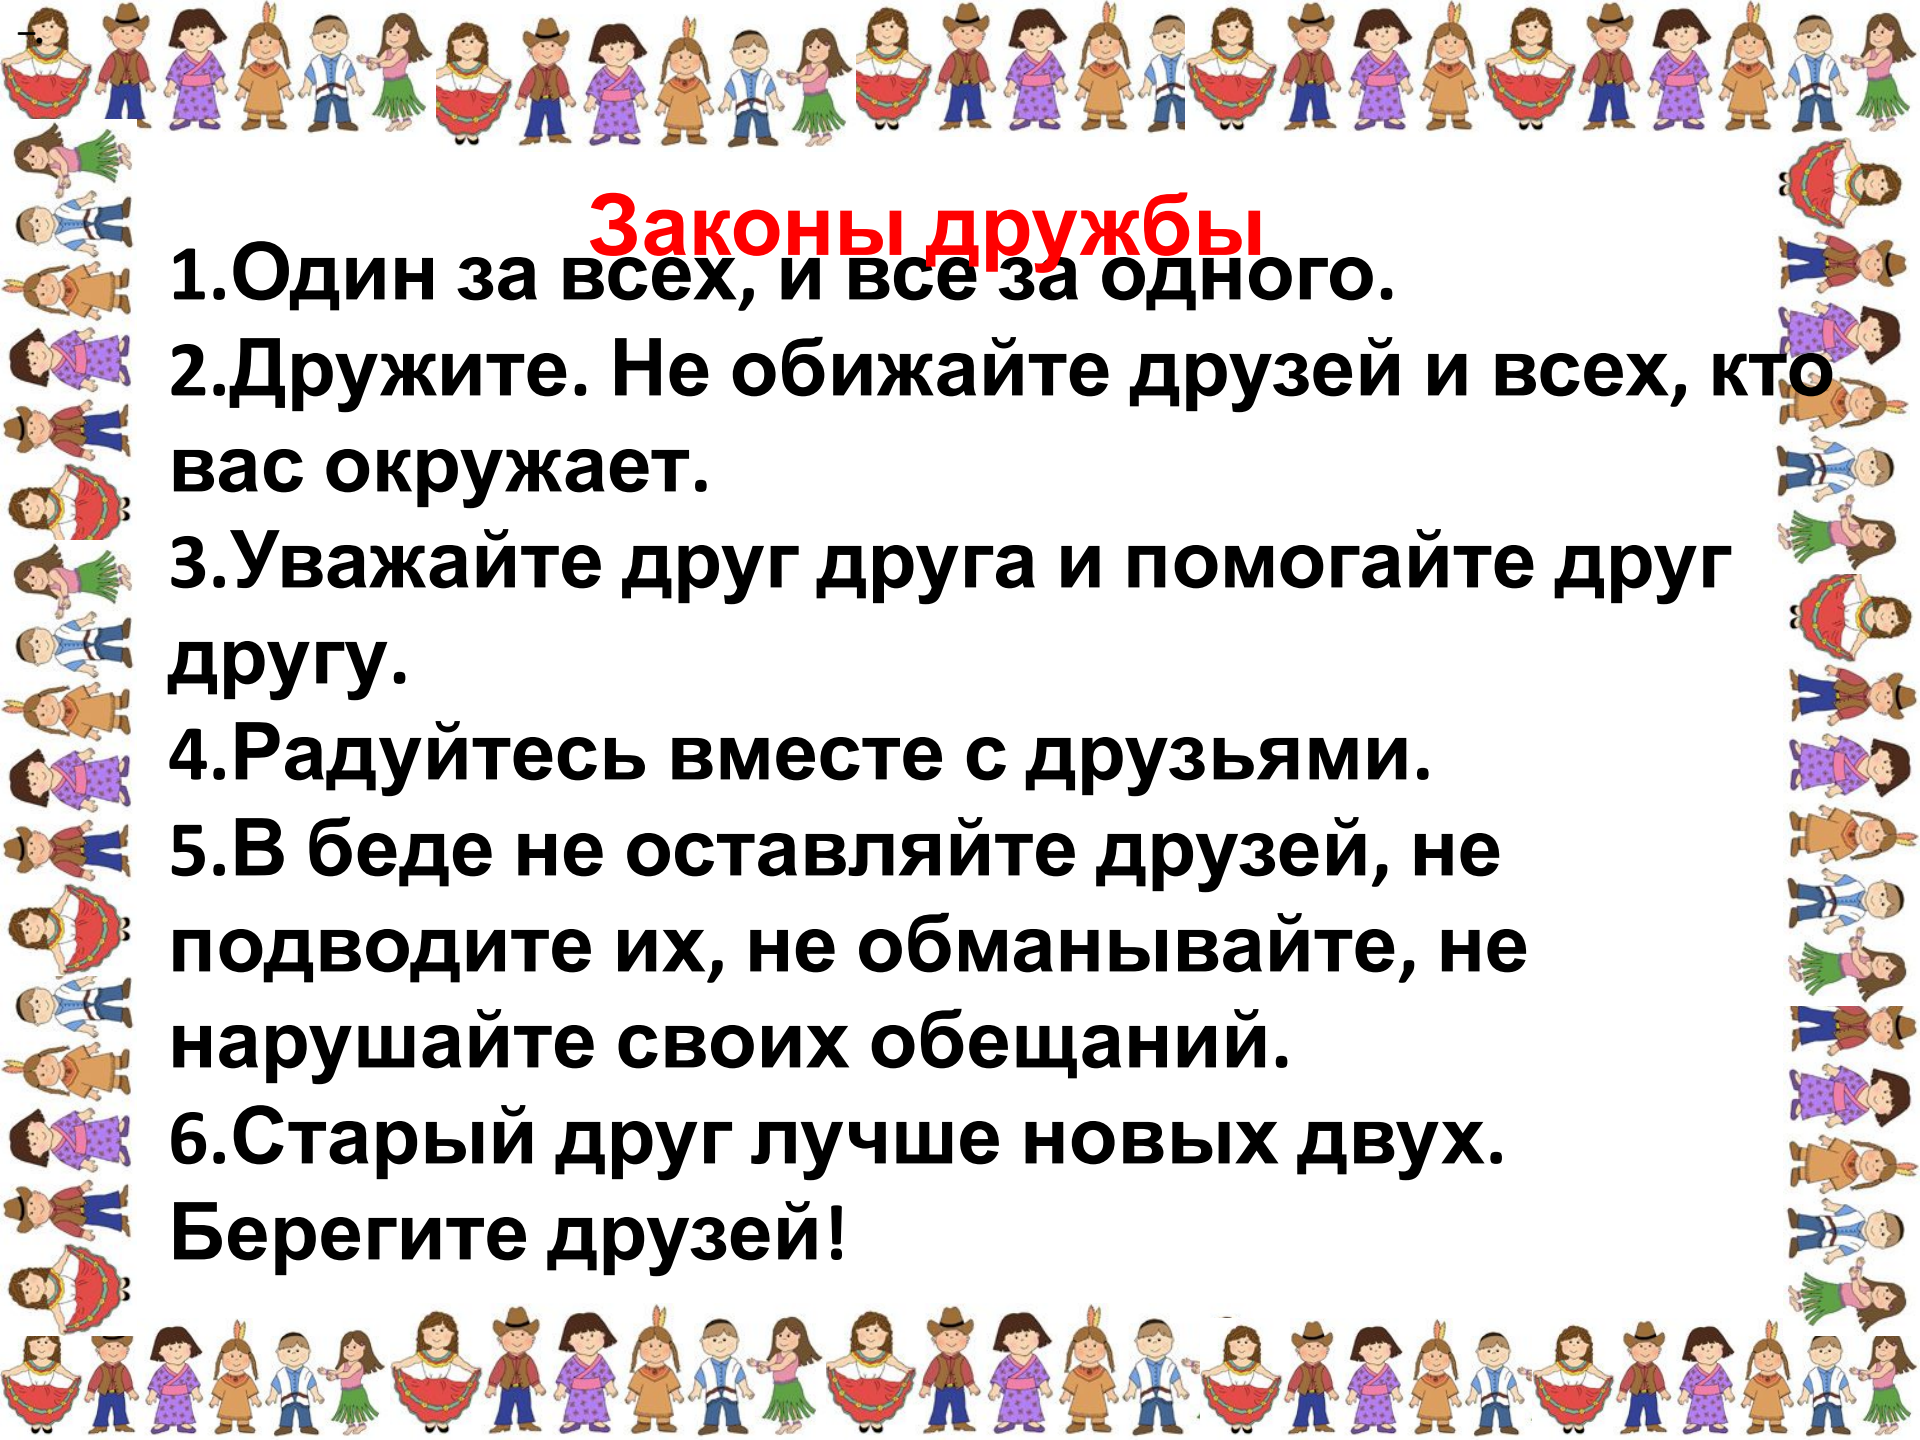 -.
Законы дружбы
1.Один за всех, и все за одного.
2.Дружите. Не обижайте друзей и всех, кто
вас окружает.
3.Уважайте друг друга и помогайте друг
другу.
4.Радуйтесь вместе с друзьями.
5.В беде не оставляйте друзей, не
подводите их, не обманывайте, не
нарушайте своих обещаний.
6.Старый друг лучше новых двух.
Берегите друзей!